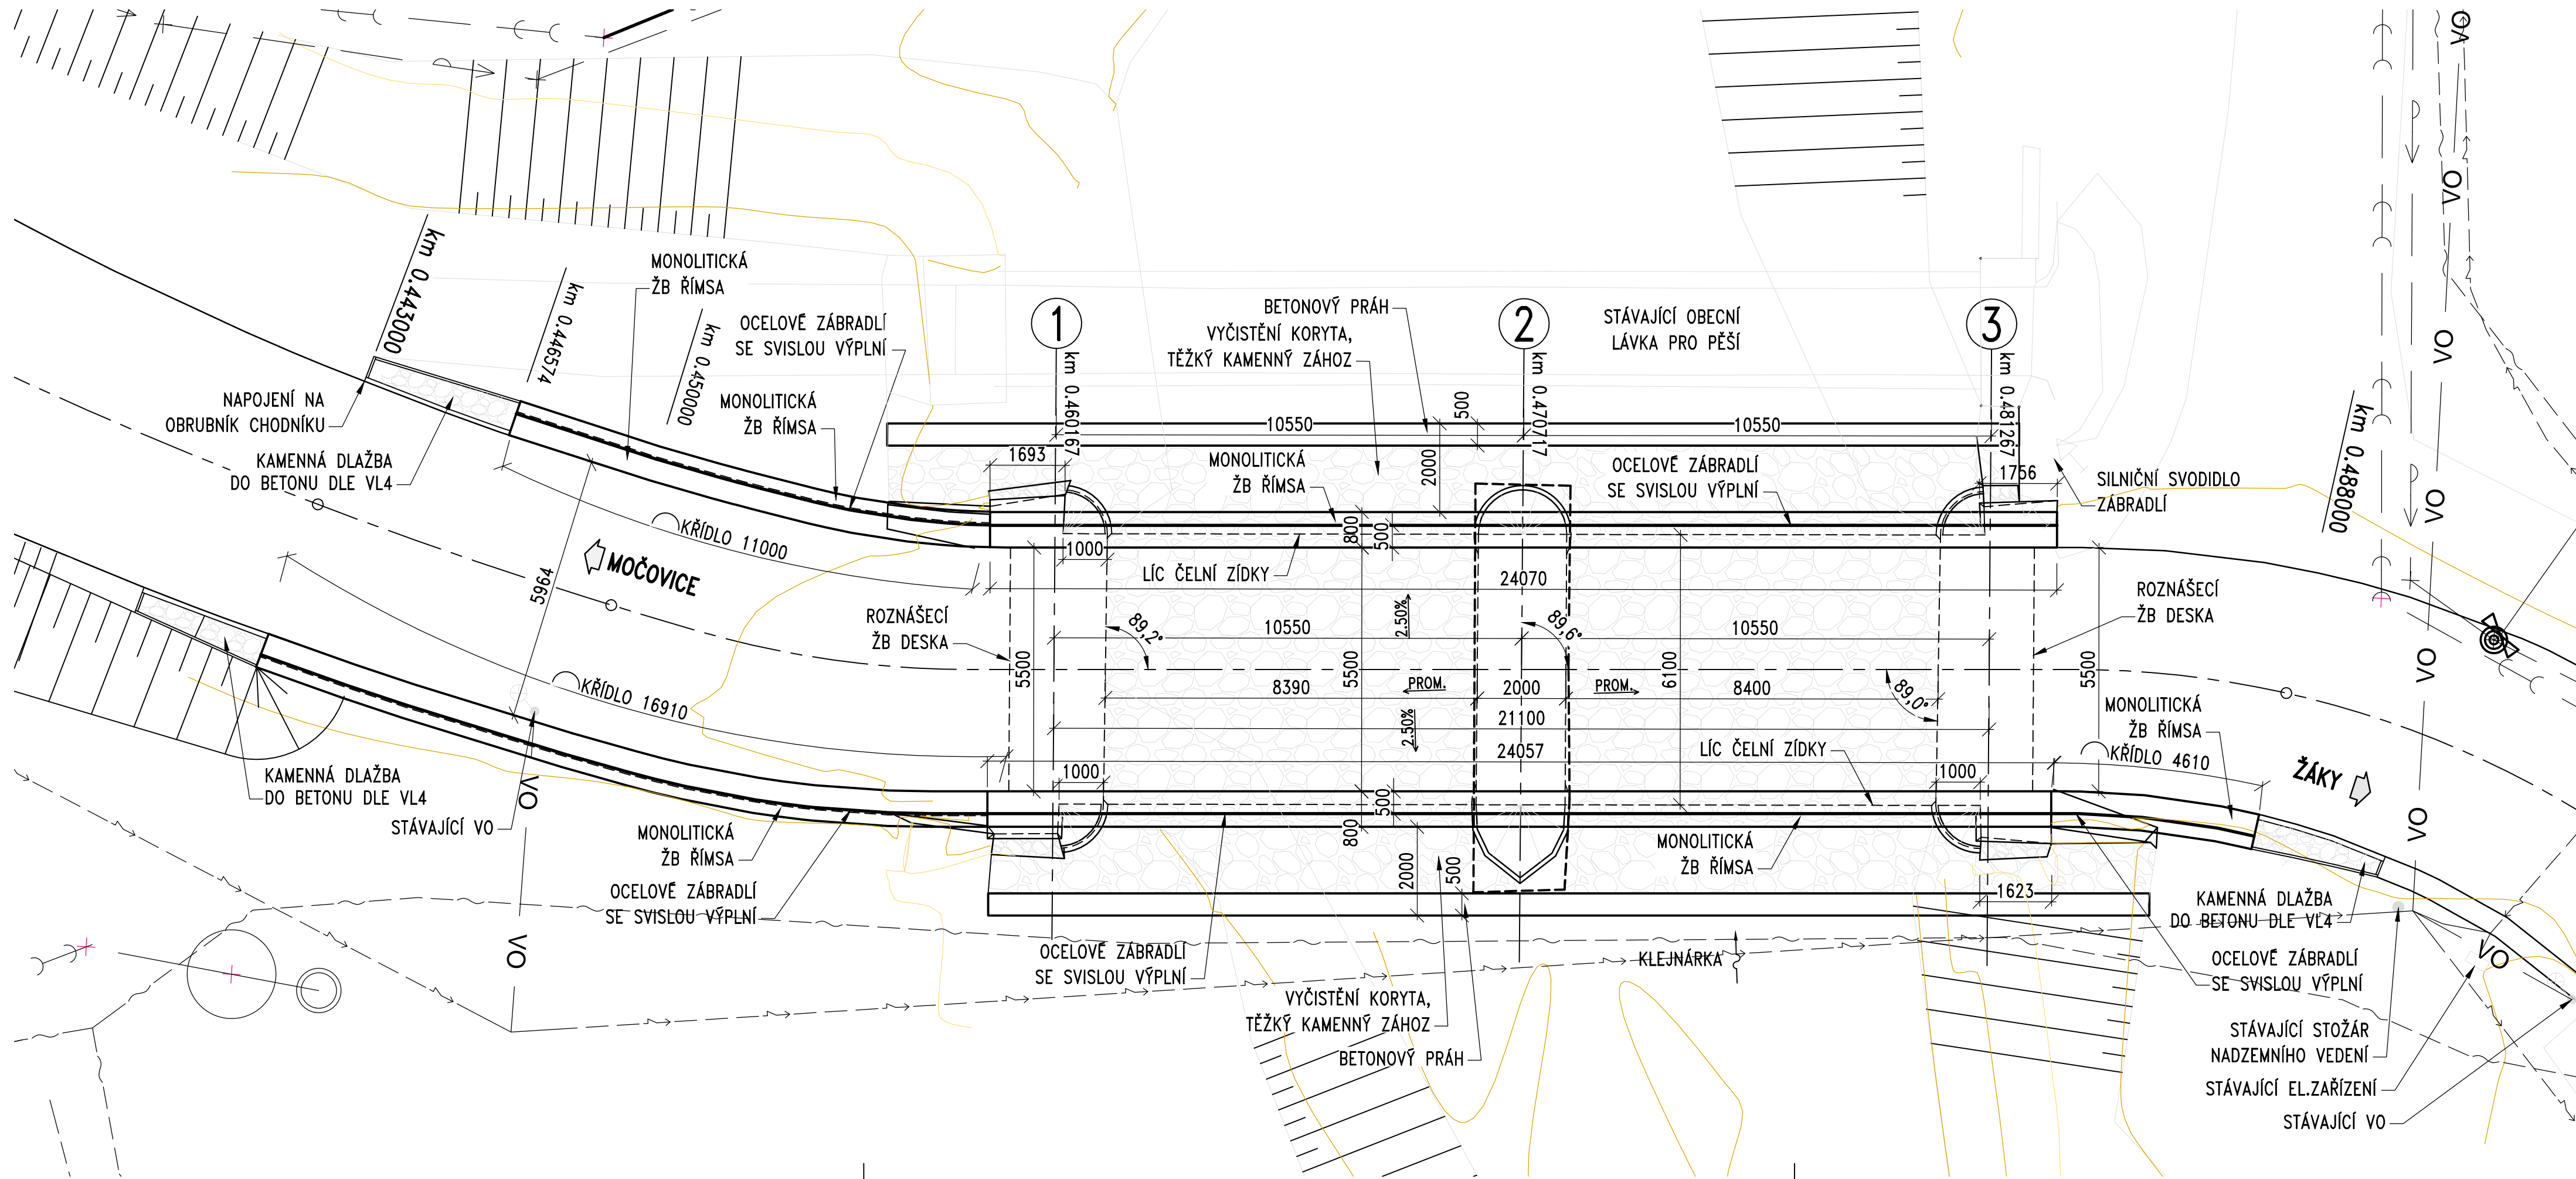 km 0.443000
km 0.446574
km 0.450000
MONOLITICKÁ
ŽB ŘÍMSA
OCELOVÉ ZÁBRADLÍ
SE SVISLOU VÝPLNÍ
MONOLITICKÁ
ŽB ŘÍMSA
NAPOJENÍ NA
OBRUBNÍK CHODNÍKU
KAMENNÁ DLAŽBA
DO BETONU DLE VL4
1
km 0.460167
2
km 0.470717
3
km 0.481267
BETONOVÝ PRÁH
VYČISTĚNÍ KORYTA,
TĚŽKÝ KAMENNÝ ZÁHOZ
STÁVAJÍCÍ OBECNÍ
LÁVKA PRO PĚŠÍ
10550
500
10550
2000
1693
MONOLITICKÁ
ŽB ŘÍMSA
OCELOVÉ ZÁBRADLÍ
SE SVISLOU VÝPLNÍ
1756
SILNIČNÍ SVODIDLO
ZÁBRADLÍ
km 0.488000
VO
VO
VO
VO
VO
VO
KŘÍDLO 11000
MOČOVICE
5964
KŘÍDLO 16910
1000
800
500
LÍC ČELNÍ ZÍDKY
24070
ROZNÁŠECÍ
ŽB DESKA
89,2°
10550
2.50%
89,6°
10550
ROZNÁŠECÍ
ŽB DESKA
5500
5500
6100
5500
8390
PROM.
2000
PROM.
8400
89,0°
21100
2.50%
24057
LÍC ČELNÍ ZÍDKY
MONOLITICKÁ
ŽB ŘÍMSA
KŘÍDLO 4610
ŽÁKY
1000
1000
500
800
KAMENNÁ DLAŽBA
DO BETONU DLE VL4
STÁVAJÍCÍ VO
VO
VO
MONOLITICKÁ
ŽB ŘÍMSA
OCELOVÉ ZÁBRADLÍ
SE SVISLOU VÝPLNÍ
2000
500
MONOLITICKÁ
ŽB ŘÍMSA
1623
OCELOVÉ ZÁBRADLÍ
SE SVISLOU VÝPLNÍ
KLEJNÁRKA
VYČISTĚNÍ KORYTA,
TĚŽKÝ KAMENNÝ ZÁHOZ
BETONOVÝ PRÁH
KAMENNÁ DLAŽBA
DO BETONU DLE VL4
VO
OCELOVÉ ZÁBRADLÍ
SE SVISLOU VÝPLNÍ
STÁVAJÍCÍ STOŽÁR
NADZEMNÍHO VEDENÍ
STÁVAJÍCÍ EL.ZAŘÍZENÍ
STÁVAJÍCÍ VO